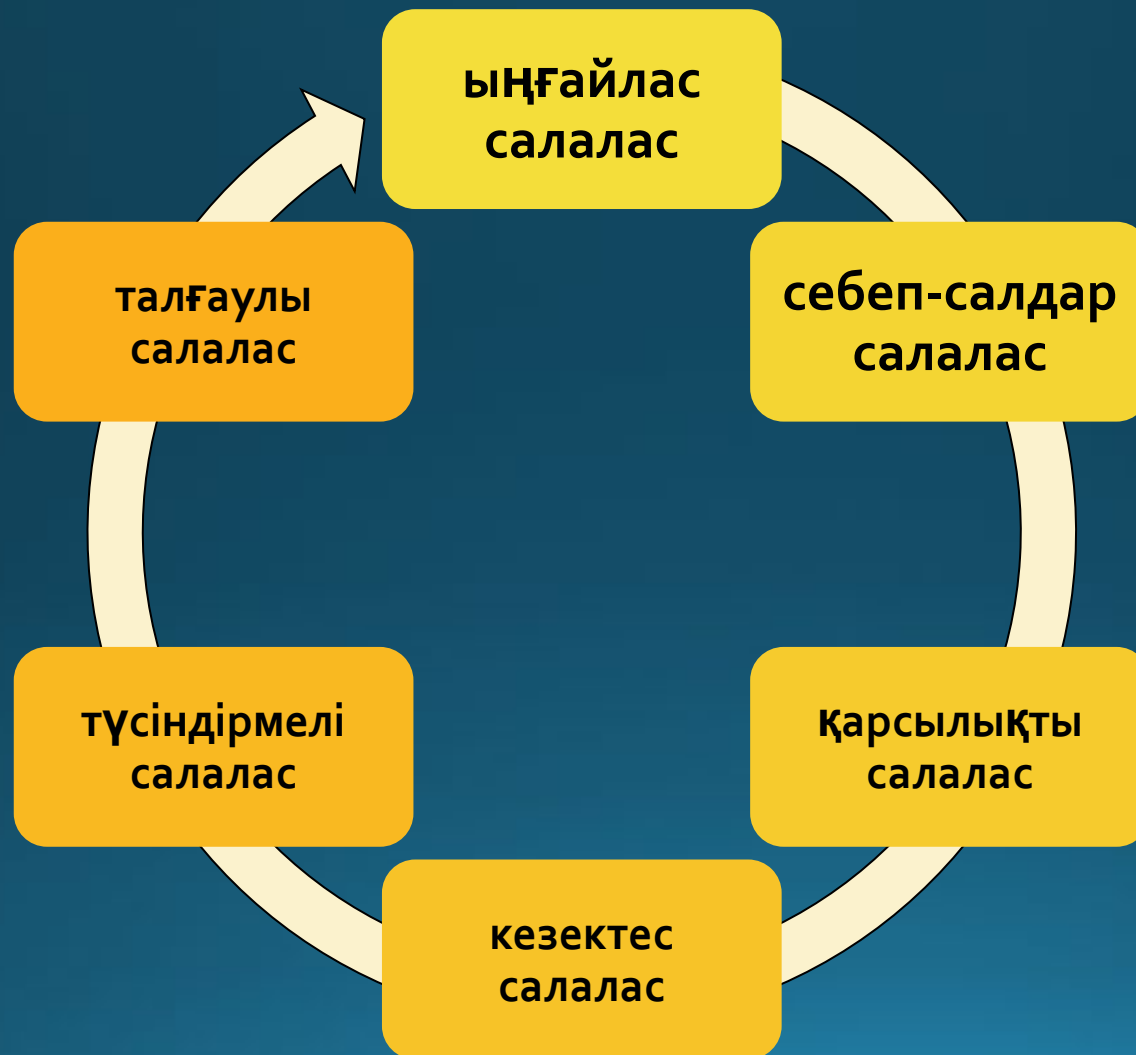 ыңғайлас
салалас
себеп-салдар
салалас
қарсылықты
салалас
кезектес
салалас
түсіндірмелі
салалас
талғаулы
салалас